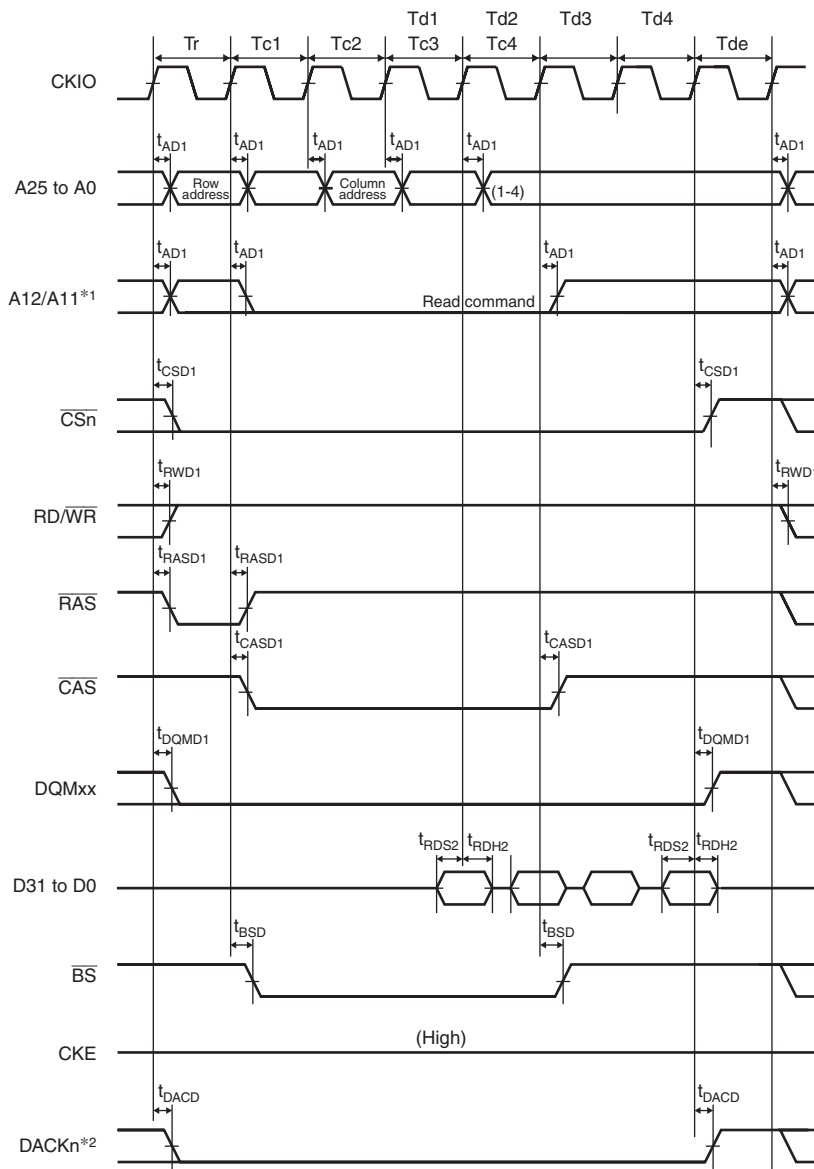 Td1 Td2 Td3 Td4
Tr Tc1 Tc2 Tc3 Tc4 Tde
CKIO
tAD1 tAD1 tAD1 tAD1 tAD1 tAD1
A25 to A0
Row address
Column address
(1-4)
tAD1 tAD1 tAD1 tAD1
A12/A11*1
Read command
tCSD1 tCSD1
CSn
tRWD1 tRWD1
RD/WR
tRASD1 tRASD1
RAS
tCASD1 tCASD1
CAS
tDQMD1 tDQMD1
DQMxx
tRDS2 tRDH2 tRDS2 tRDH2
D31 to D0
tBSD tBSD
BS
(High)
CKE
tDACD tDACD
DACKn*2